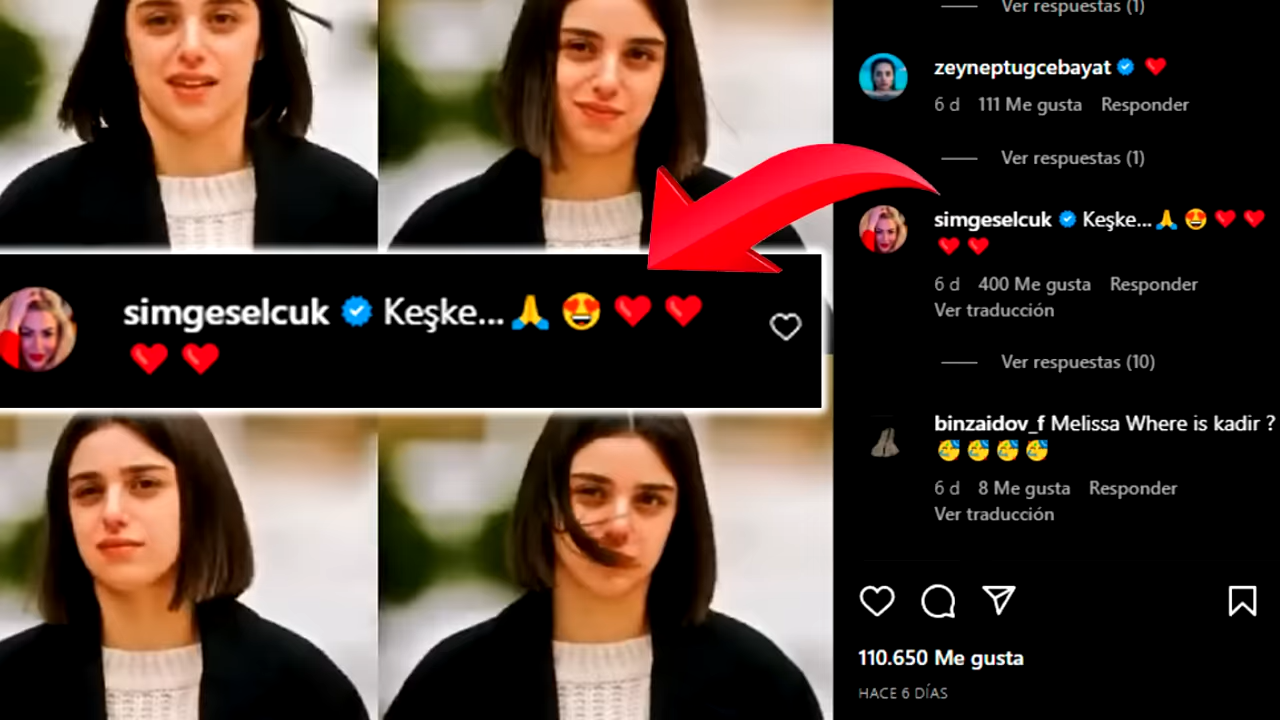 simgeselcuk Keşke...🙏😍❤️❤️
❤️❤️
Ver respuestas (1)
zeyneptugcebayat ❤️
6 d 111 Me gusta Responder
Ver respuestas (1)
simgeselcuk Keşke...🙏😍❤️❤️
❤️❤️
6 d 400 Me gusta Responder
Ver traducción
Ver respuestas (10)
binzaidov_f Melissa Where is kadir ?
🥳🥳🥳🥳
6 d 8 Me gusta Responder
Ver traducción
110.650 Me gusta
HACE 6 DÍAS